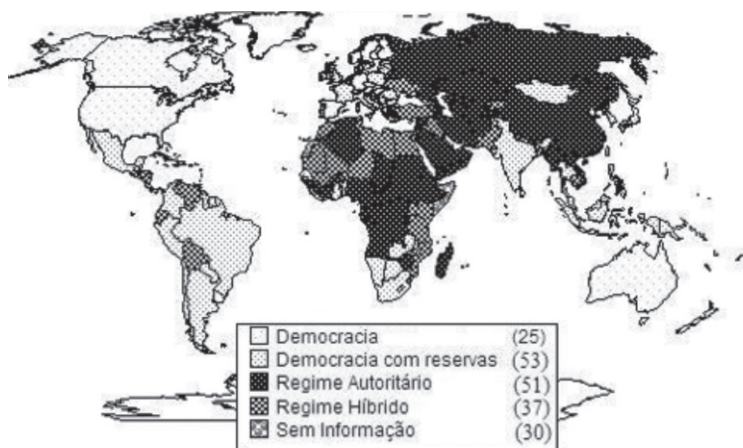 Democracia (25)
Democracia com reservas (53)
Regime Autoritário (51)
Regime Híbrido (37)
Sem Informação (30)